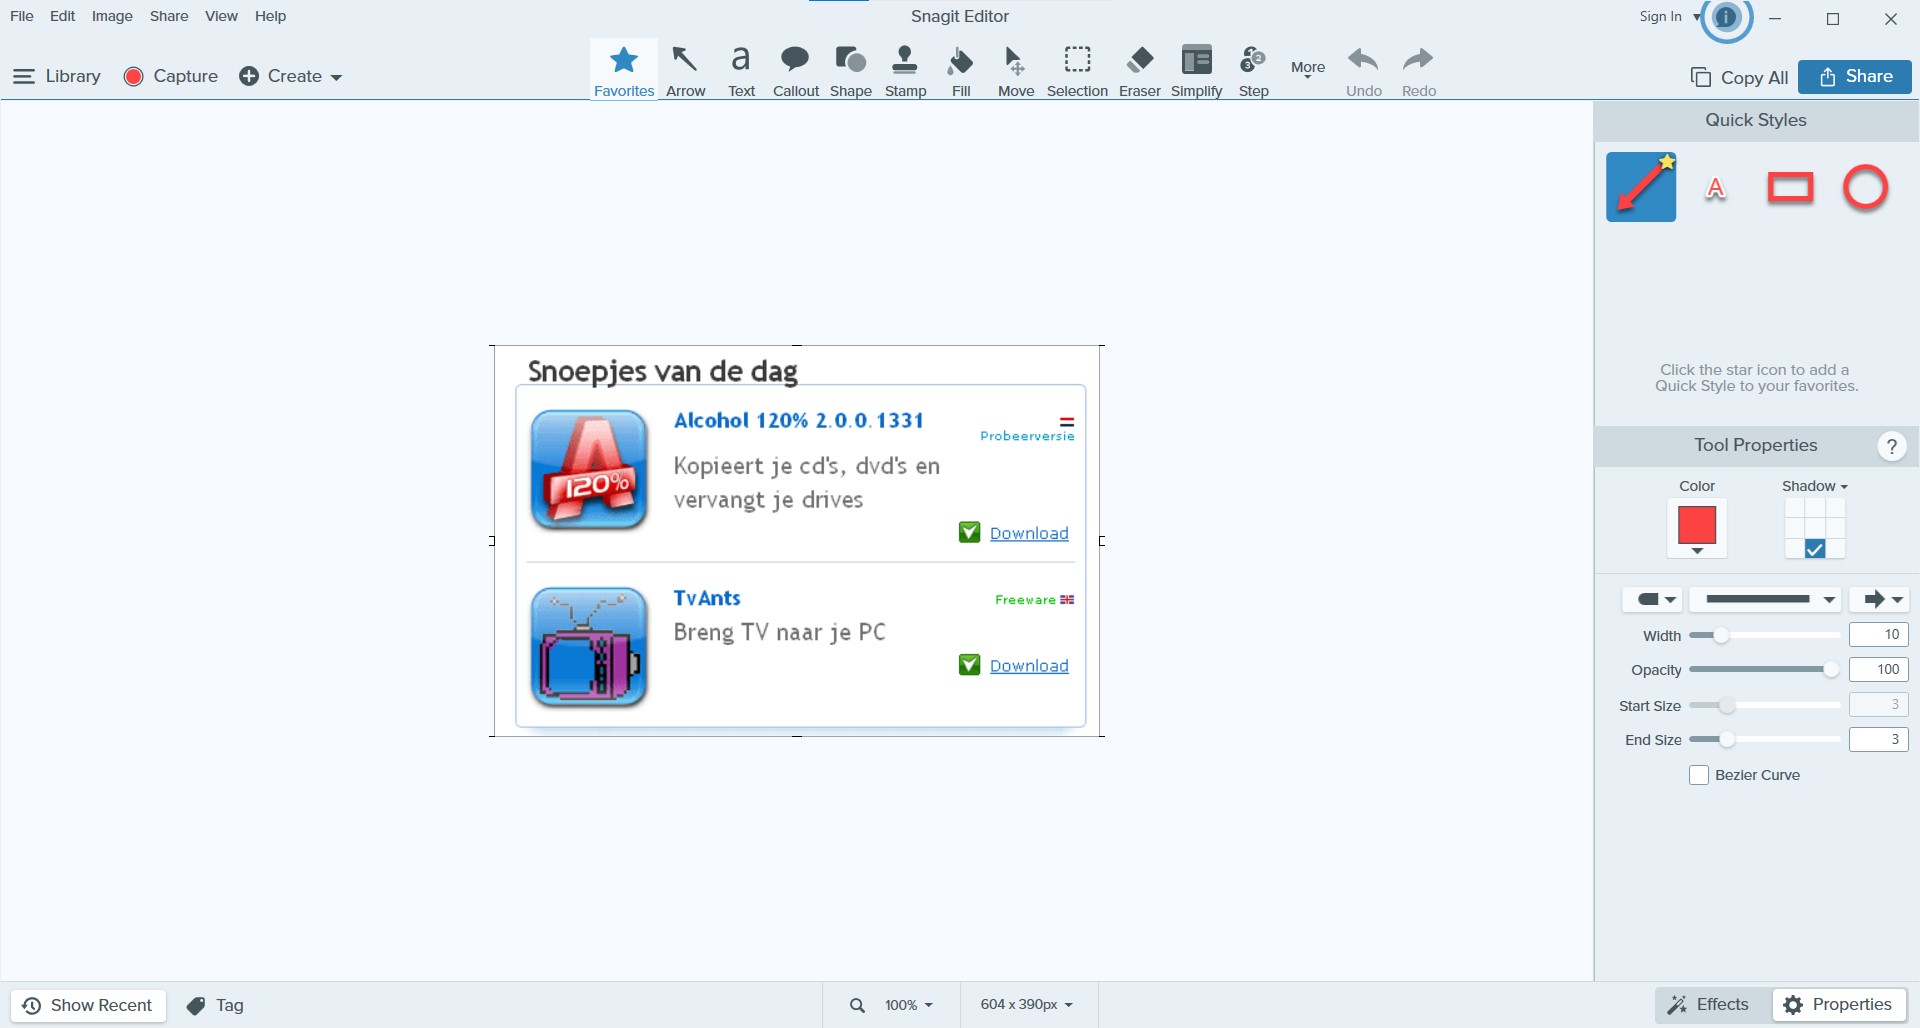 File Edit Image Share View Help
Snagit Editor
Sign In
Library Capture Create
Favorites Arrow Text Callout Shape Stamp Fill Move Selection Eraser Simplify Step More Undo Redo
Copy All Share
Quick Styles
A
Click the star icon to add a
Quick Style to your favorites.
Tool Properties ?
Color Shadow
Width 10
Opacity 100
Start Size 3
End Size 3
Bezier Curve
Snoepjes van de dag
Alcohol 120% 2.0.0.1331
Probeerversie
A
120%
Kopieert je cd's, dvd's en
vervangt je drives
Download
TvAnts
Freeware
Breng TV naar je PC
Download
Show Recent Tag
100% 604 x 390px
Effects Properties